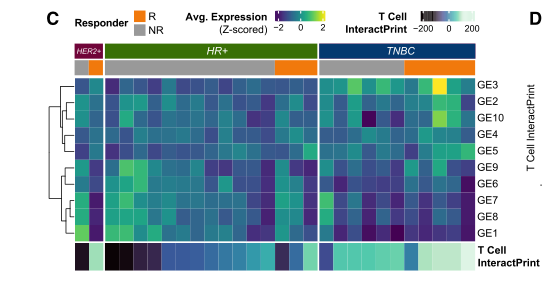 C
D
Responder
R
NR
Avg. Expression
(Z-scored)
−2 0 2
T Cell
InteractPrint
−200 0 200
HER2+
HR+
TNBC
GE3
GE2
GE10
GE4
GE5
GE9
GE6
GE7
GE8
GE1
T Cell
InteractPrint
T Cell InteractPrint